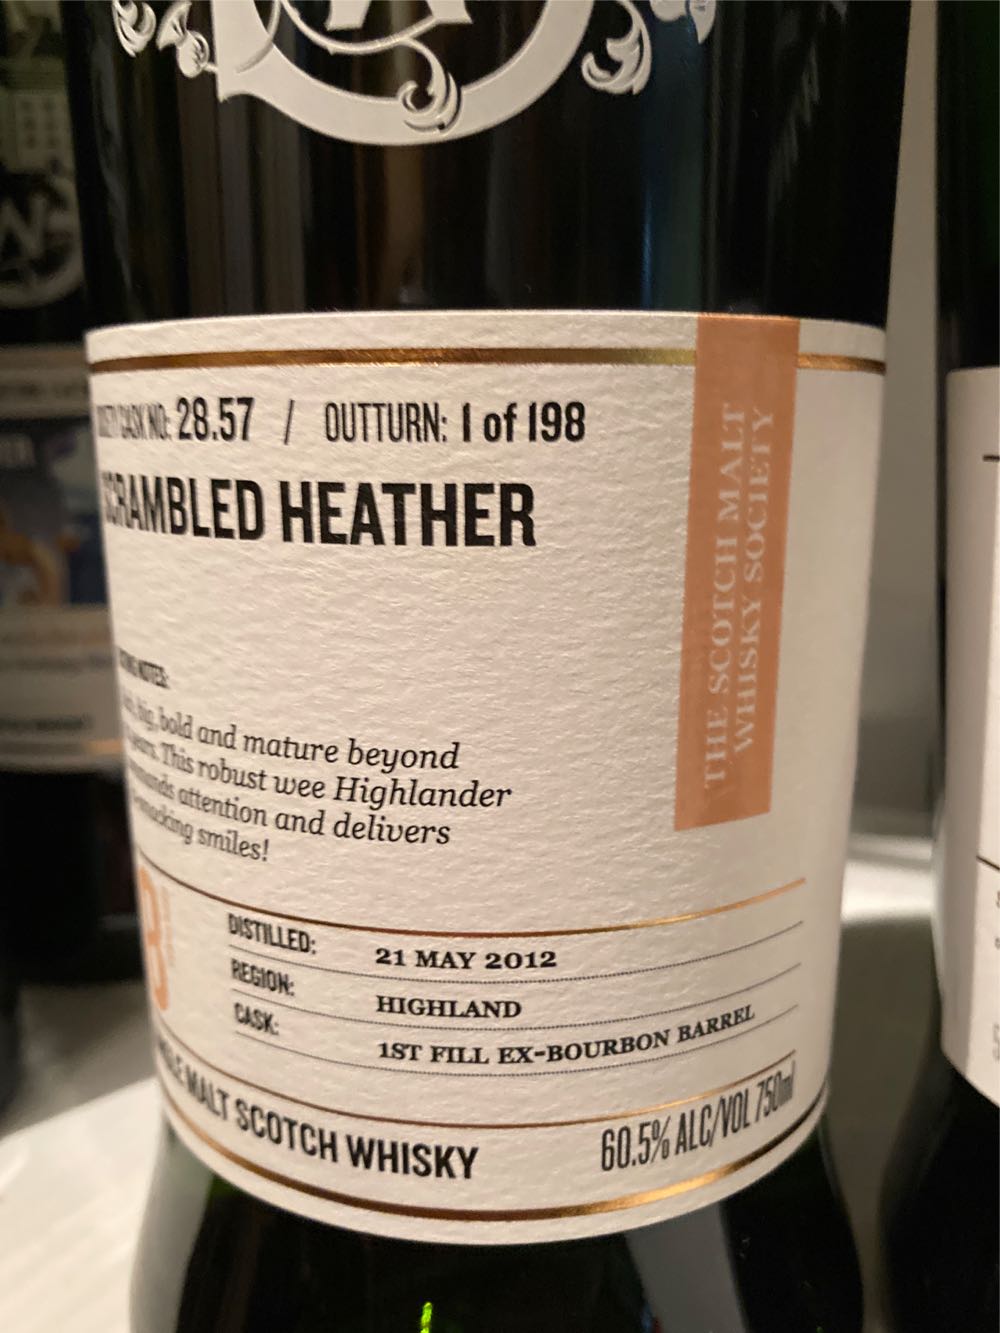 CASK NO: 28.57 / OUTTURN: 1 of 198
SCRAMBLED HEATHER
NOTES:
big, bold and mature beyond
This robust wee Highlander
attention and delivers
smiles!
DISTILLED: 21 MAY 2012
REGION: HIGHLAND
CASK: 1ST FILL EX-BOURBON BARREL
MALT SCOTCH WHISKY 60.5% ALC/VOL 750ml
THE SCOTCH MALT
WHISKY SOCIETY